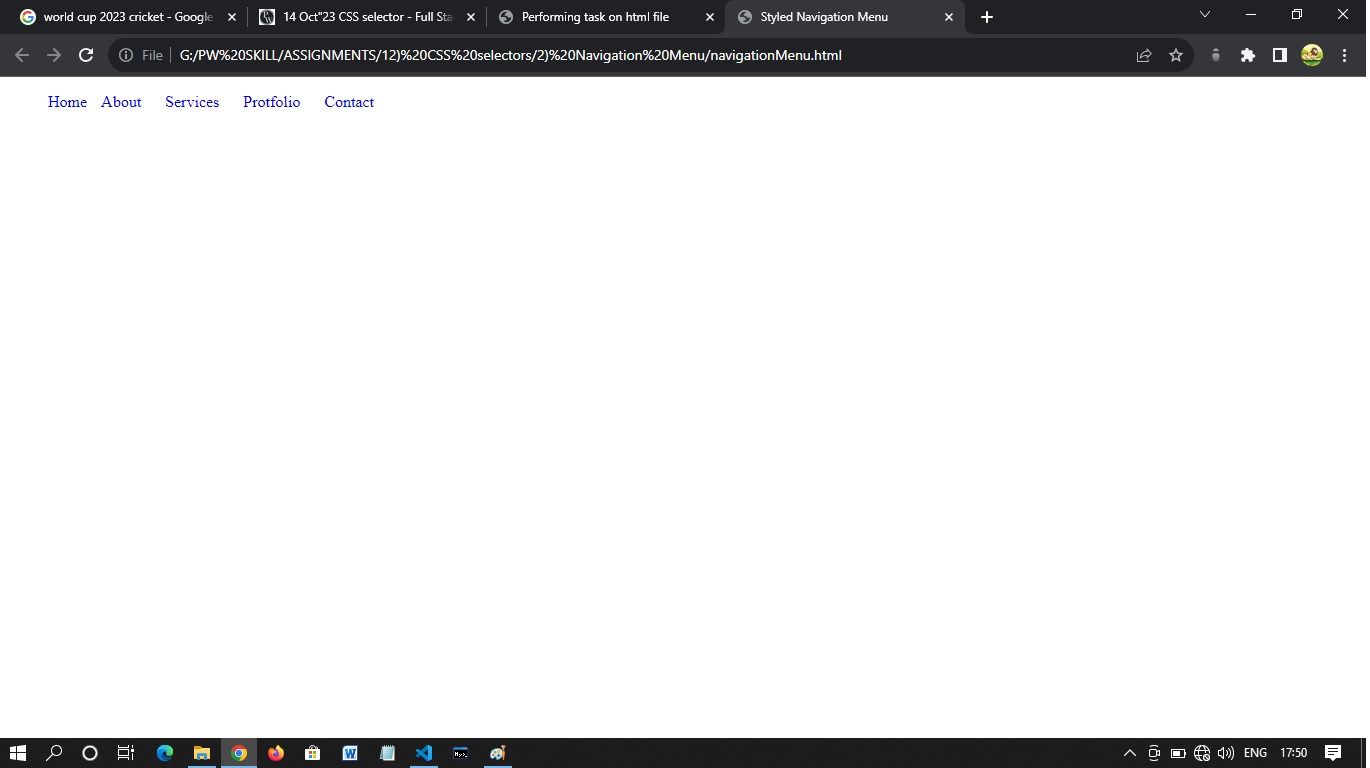 world cup 2023 cricket - Google
14 Oct"23 CSS selector - Full Sta
Performing task on html file
Styled Navigation Menu
File
G:/PW%20SKILL/ASSIGNMENTS/12)%20CSS%20selectors/2)%20Navigation%20Menu/navigationMenu.html
Home About Services Protfolio Contact
ENG 17:50